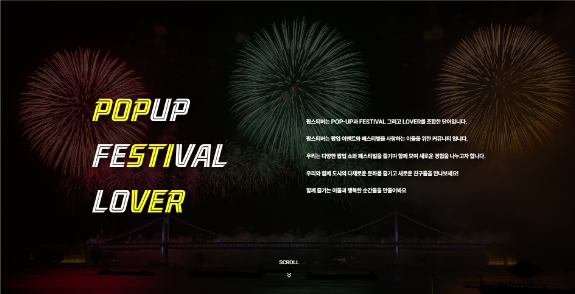 POPUP
FESTIVAL
LOVER
팝스티버는 POP-UP과 FESTIVAL 그리고 LOVER를 조합한 단어입니다.
팝스티버는 팝업 이벤트와 페스티벌을 사랑하는 이들을 위한 커뮤니티 입니다.
우리는 다양한 팝업 쇼와 페스티벌을 즐기며 함께 모여 새로운 경험을 나누고자 합니다.
우리와 함께 도시의 다채로운 문화를 즐기고 새로운 친구들을 만나보세요!
함께 즐기는 이들과 행복한 순간들을 만들어봐요
SCROLL